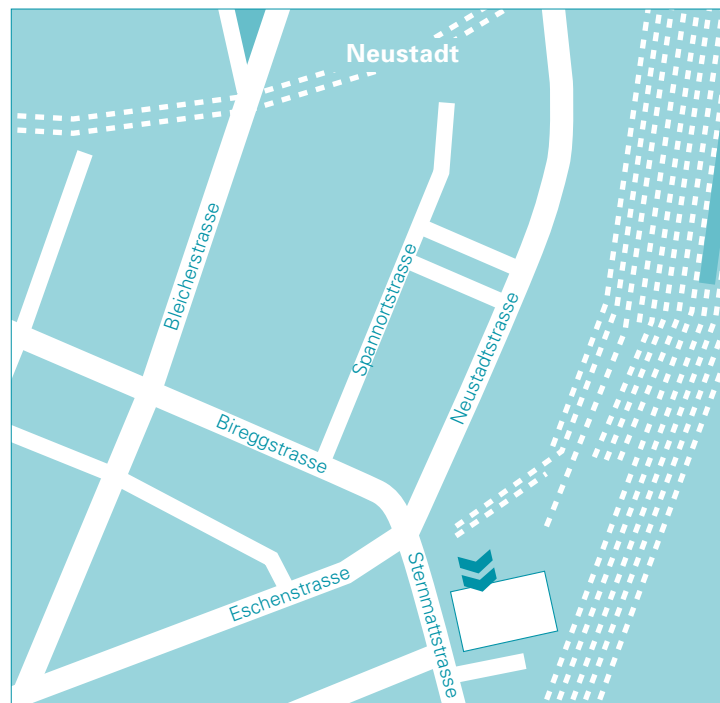 Neustadt
Bleicherstrasse
Spannortstrasse
Neustadtstrasse
Bireggstrasse
Eschenstrasse
Sternmattstrasse